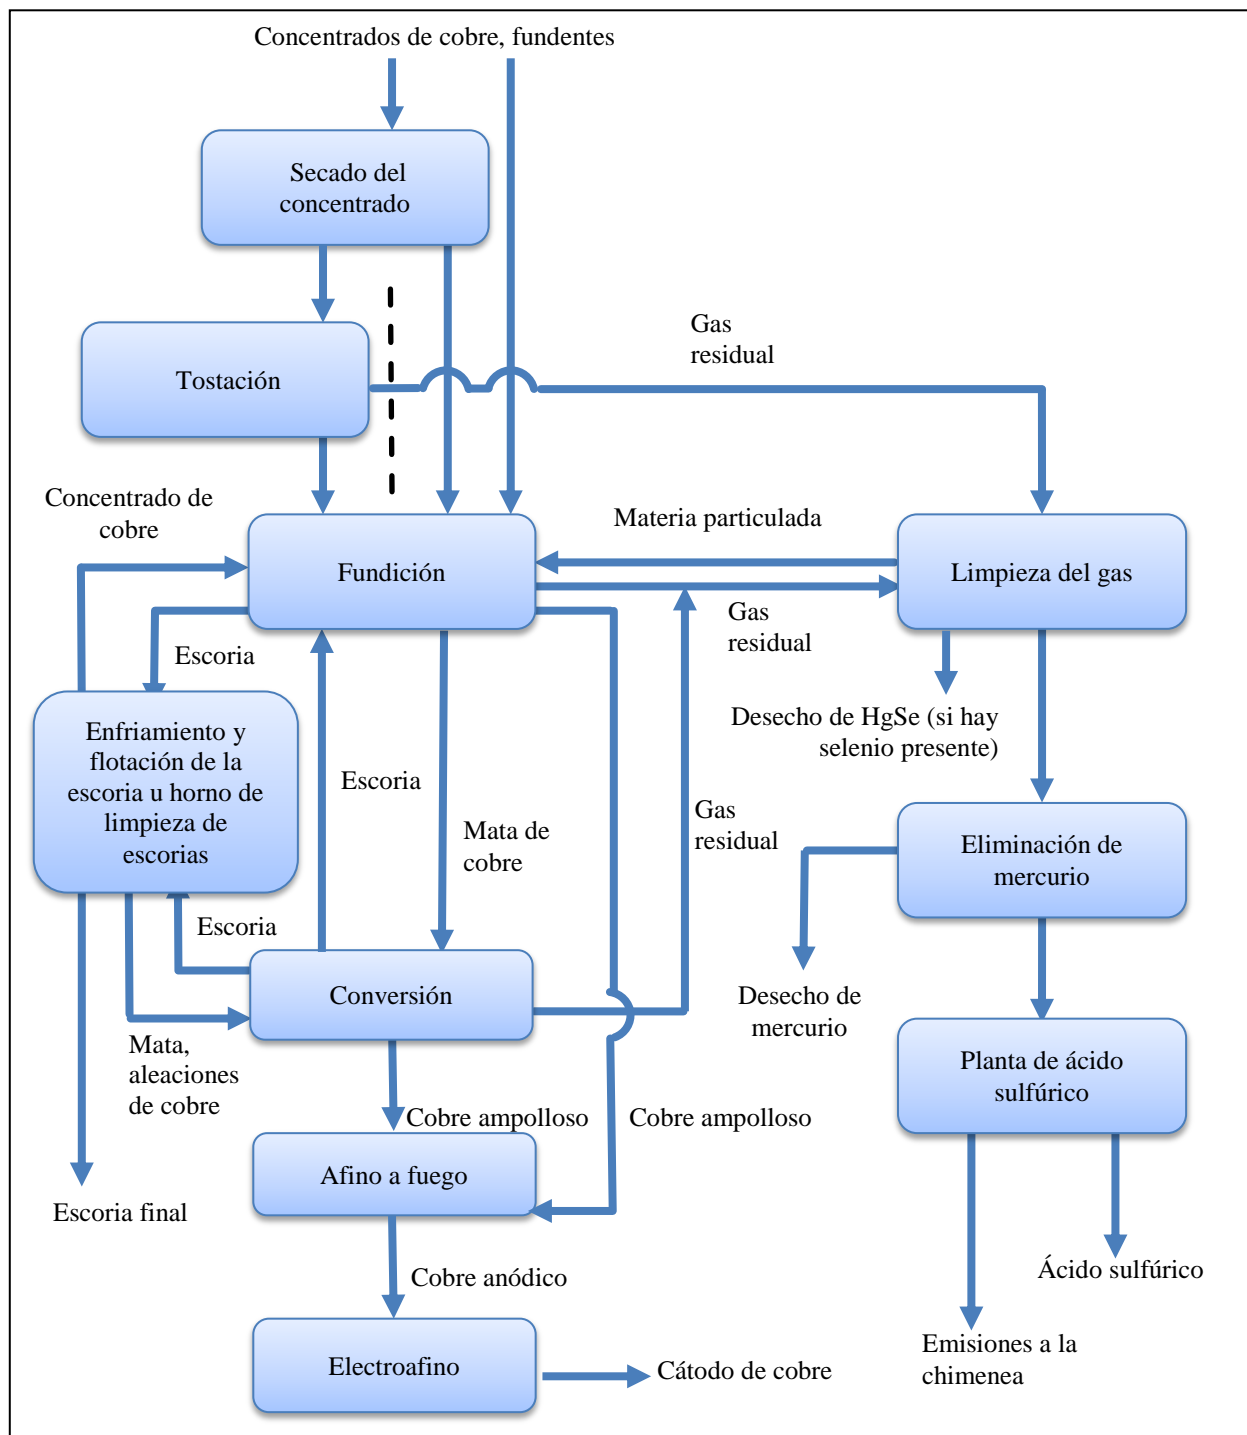 Concentrados de cobre, fundentes
Secado del
concentrado
Gas
residual
Tostación
Concentrado de
cobre
Materia particulada
Fundición
Limpieza del gas
Gas
residual
Escoria
Desecho de HgSe (si hay
selenio presente)
Enfriamiento y
flotación de la
escoria u horno de
limpieza de
escorias
Escoria
Mata de
cobre
Gas
residual
Eliminación de
mercurio
Escoria
Conversión
Desecho de
mercurio
Mata,
aleaciones
de cobre
Planta de ácido
sulfúrico
Cobre ampolloso
Cobre ampolloso
Afino a fuego
Escoria final
Cobre anódico
Ácido sulfúrico
Emisiones a la
chimenea
Electroafino
Cátodo de cobre